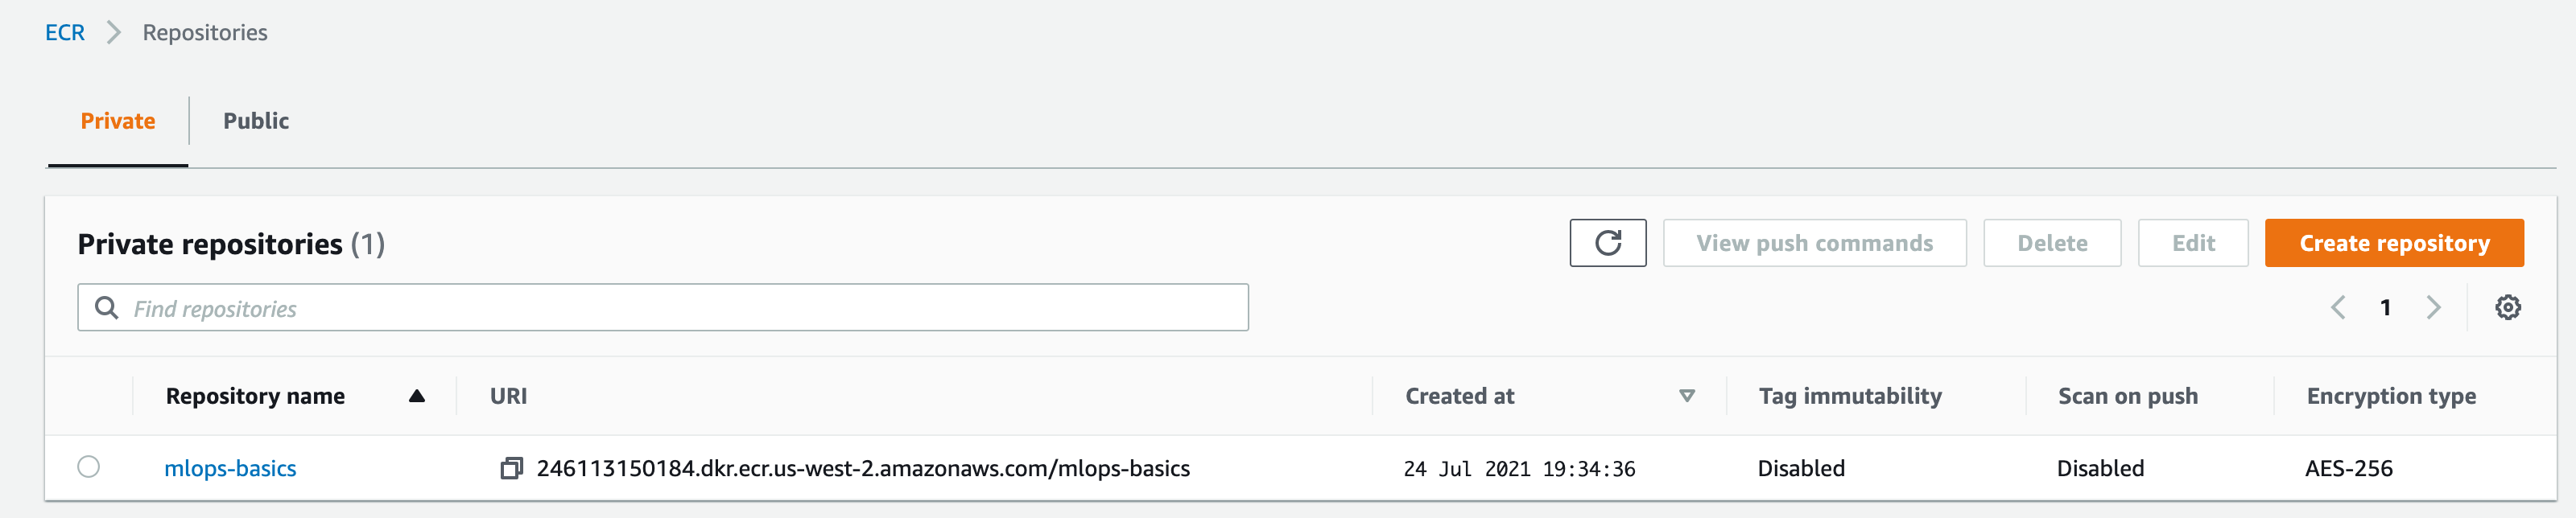 ECR > Repositories
Private Public
Private repositories (1) View push commands Delete Edit Create repository
Find repositories 1
Repository name URI Created at Tag immutability Scan on push Encryption type
mlops-basics 246113150184.dkr.ecr.us-west-2.amazonaws.com/mlops-basics 24 Jul 2021 19:34:36 Disabled Disabled AES-256